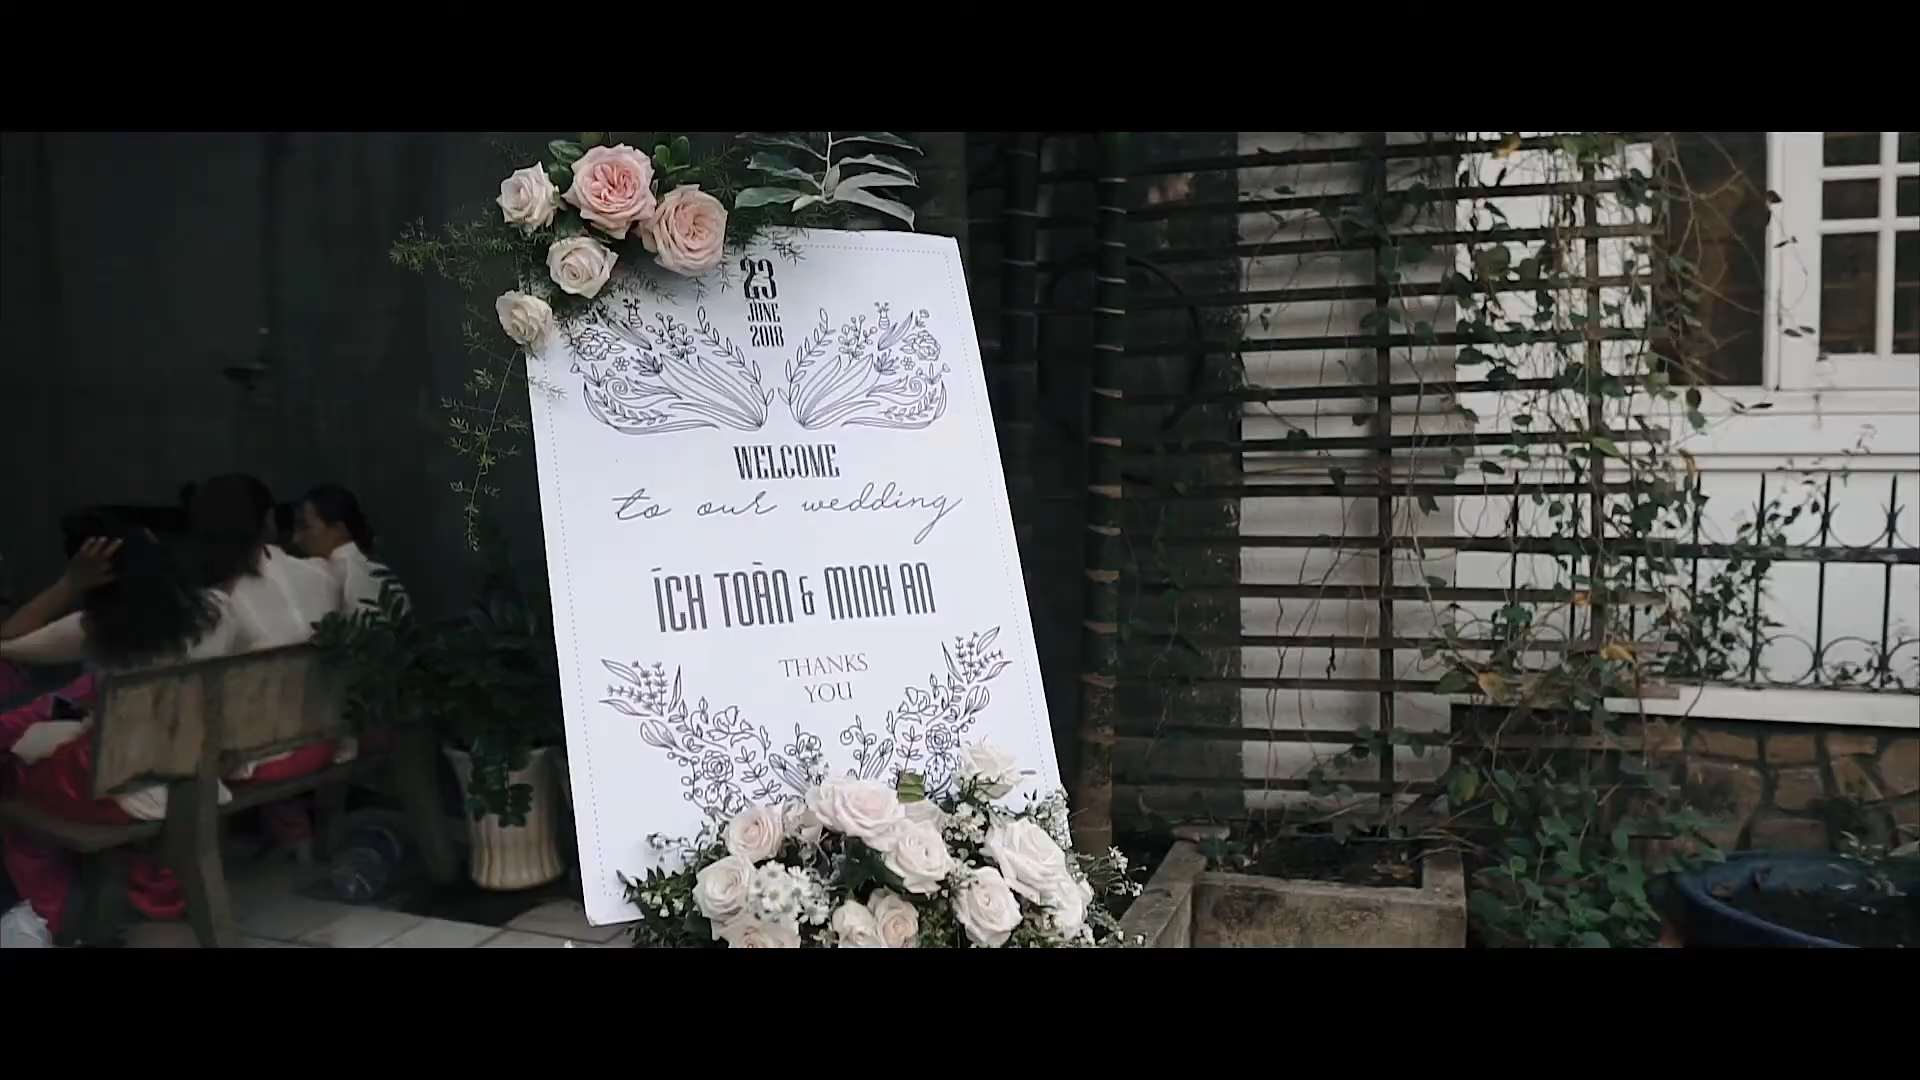 23
JUNE
2018
WELCOME
to our wedding
ÍCH TOÀN & MINH AN
THANKS
YOU